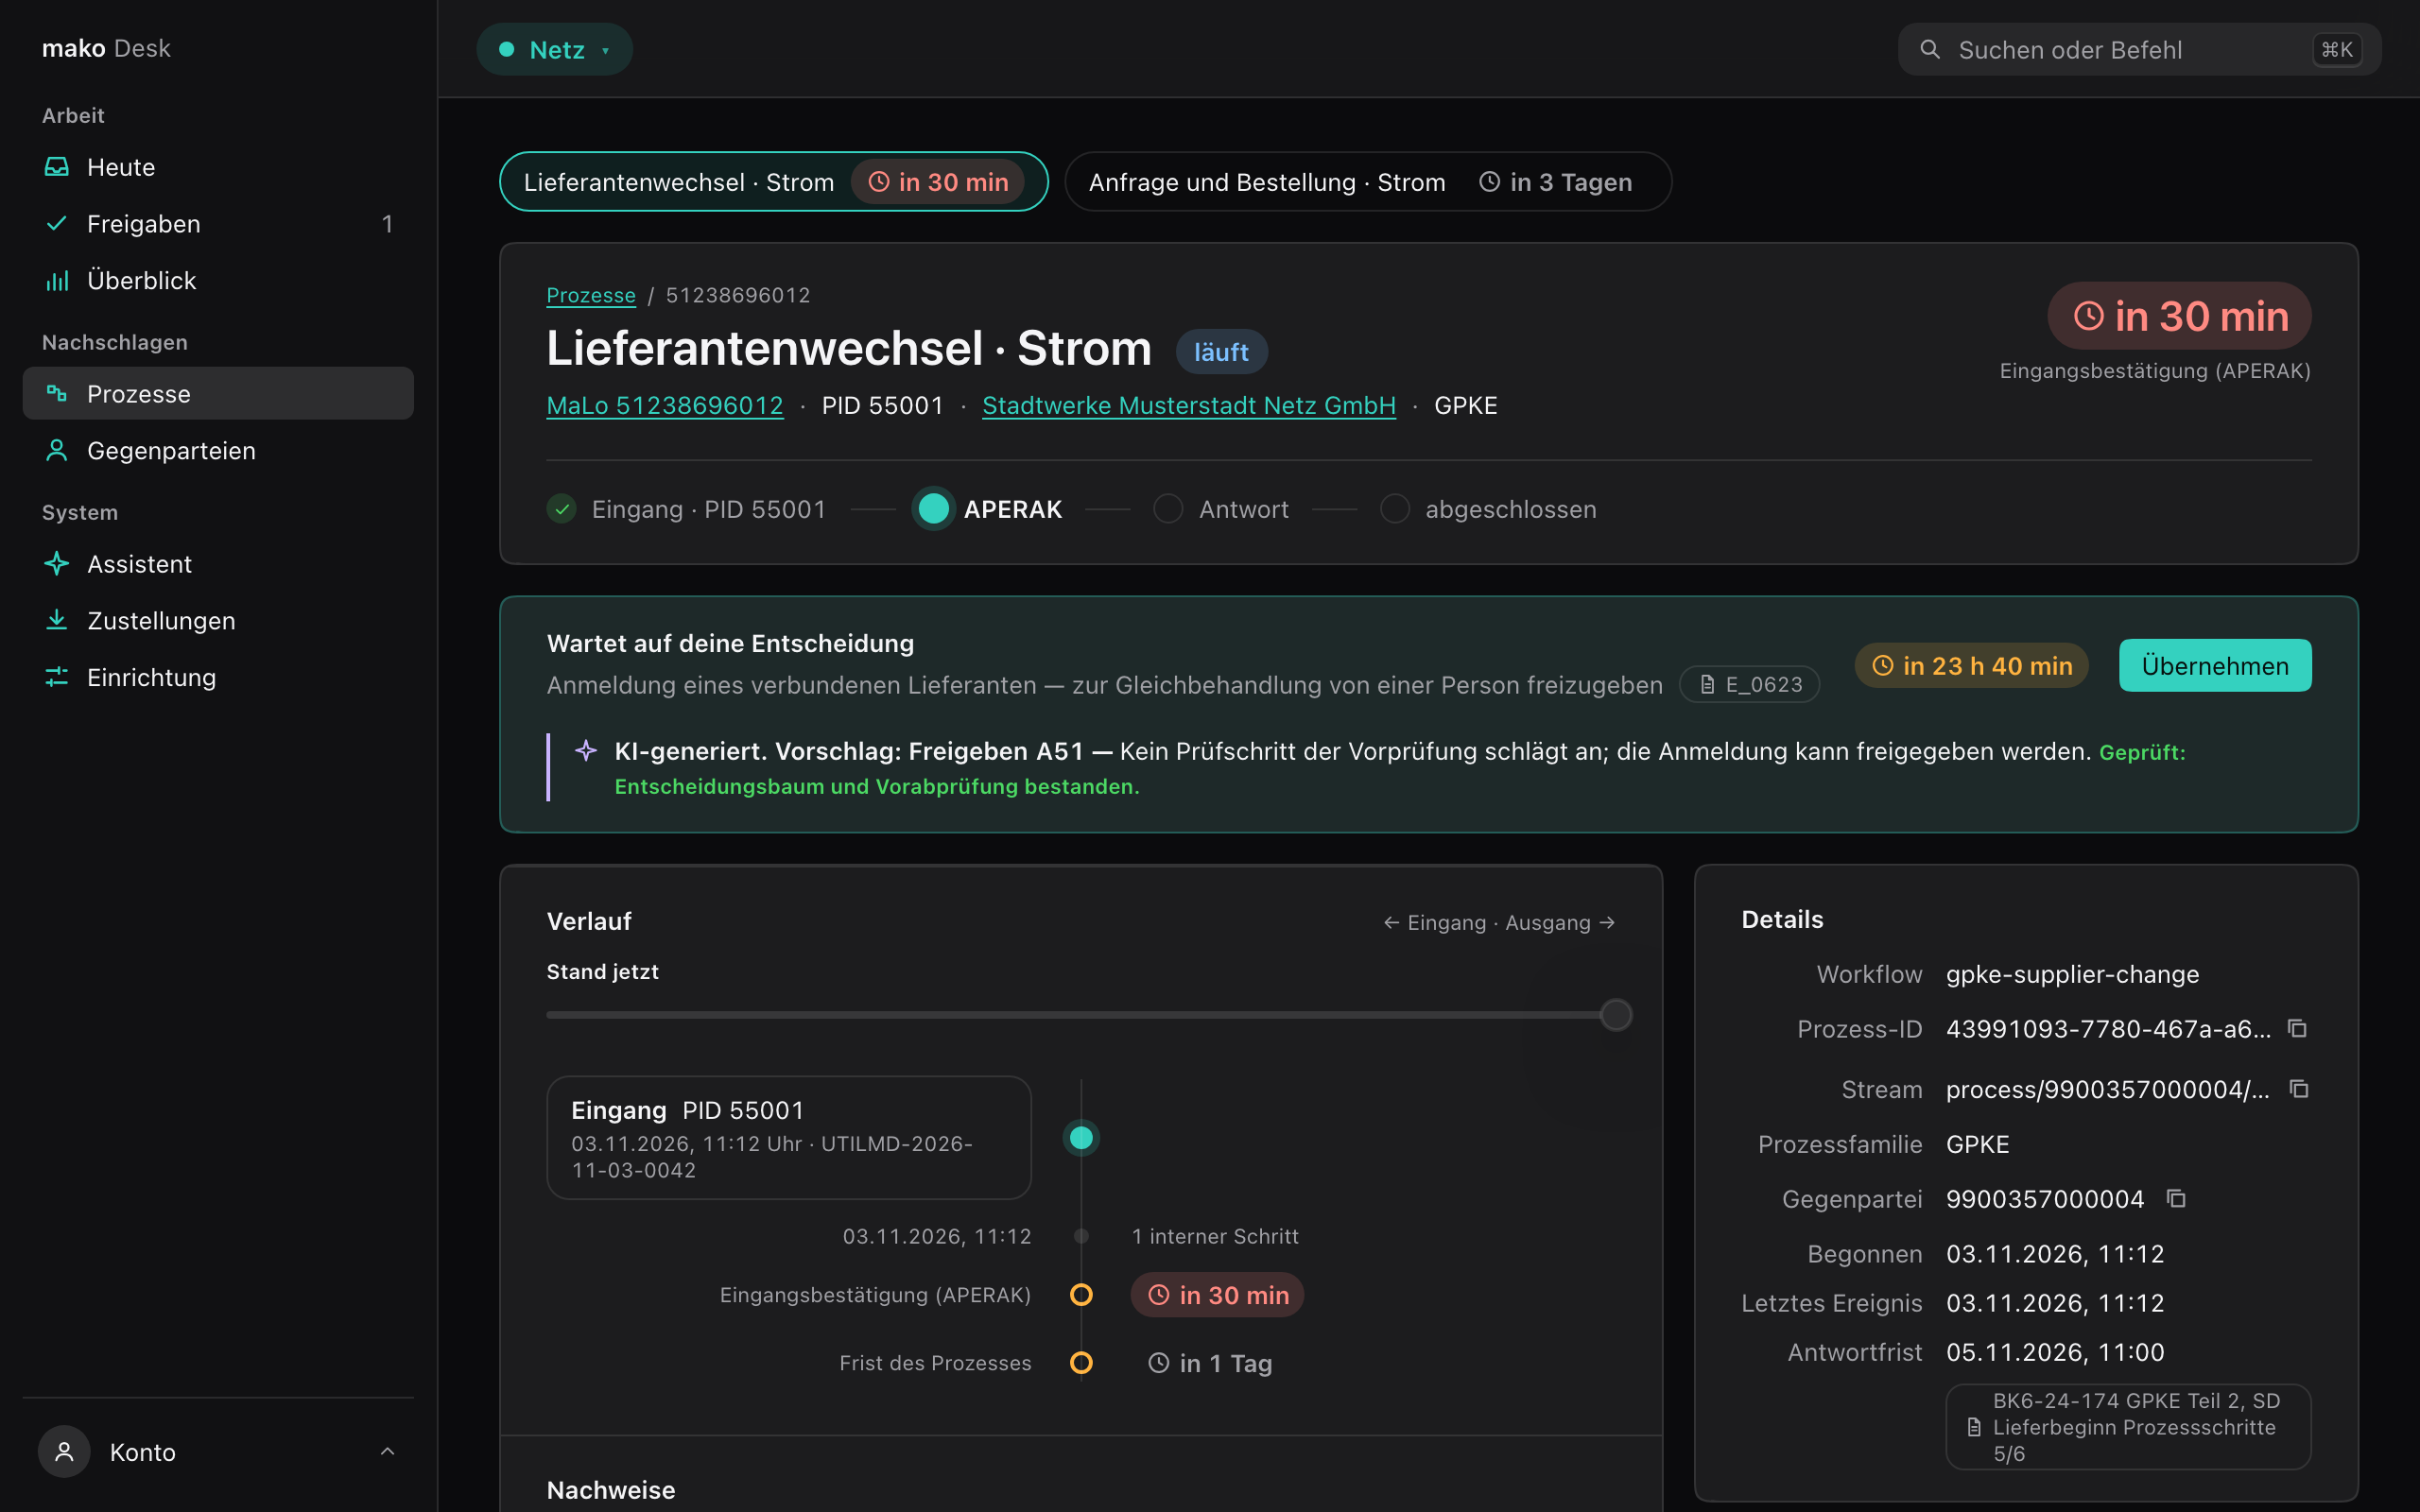 mako Desk
Arbeit
Heute
Freigaben 1
Überblick
Nachschlagen
Prozesse
Gegenparteien
System
Assistent
Zustellungen
Einrichtung
Konto
Netz ▾
Suchen oder Befehl ⌘K
Lieferantenwechsel · Strom in 30 min
Anfrage und Bestellung · Strom in 3 Tagen
Prozesse / 51238696012
Lieferantenwechsel · Strom läuft
MaLo 51238696012 · PID 55001 · Stadtwerke Musterstadt Netz GmbH · GPKE
in 30 min
Eingangsbestätigung (APERAK)
Eingang · PID 55001
APERAK
Antwort
abgeschlossen
Wartet auf deine Entscheidung
Anmeldung eines verbundenen Lieferanten — zur Gleichbehandlung von einer Person freizugeben E_0623
in 23 h 40 min
Übernehmen
KI-generiert. Vorschlag: Freigeben A51 — Kein Prüfschritt der Vorprüfung schlägt an; die Anmeldung kann freigegeben werden. Geprüft:
Entscheidungsbaum und Vorabprüfung bestanden.
Verlauf
← Eingang · Ausgang →
Stand jetzt
Eingang PID 55001
03.11.2026, 11:12 Uhr · UTILMD-2026-
11-03-0042
03.11.2026, 11:12 1 interner Schritt
Eingangsbestätigung (APERAK) in 30 min
Frist des Prozesses in 1 Tag
Nachweise
Details
Workflow gpke-supplier-change
Prozess-ID 43991093-7780-467a-a6...
Stream process/9900357000004/...
Prozessfamilie GPKE
Gegenpartei 9900357000004
Begonnen 03.11.2026, 11:12
Letztes Ereignis 03.11.2026, 11:12
Antwortfrist 05.11.2026, 11:00
BK6-24-174 GPKE Teil 2, SD
Lieferbeginn Prozessschritte
5/6